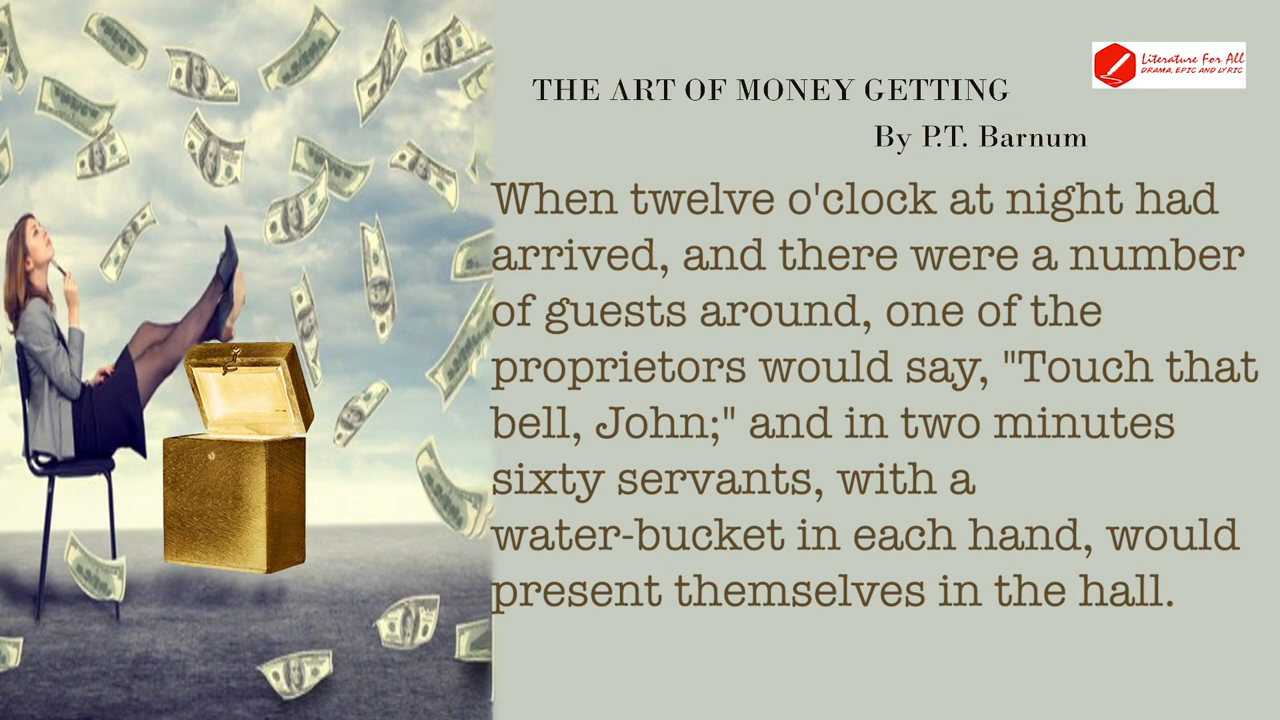 THE ART OF MONEY GETTING
By P.T. Barnum
Literature For All
DRAMA, EPIC AND LYRIC
When twelve o'clock at night had
arrived, and there were a number
of guests around, one of the
proprietors would say, "Touch that
bell, John;" and in two minutes
sixty servants, with a
water-bucket in each hand, would
present themselves in the hall.